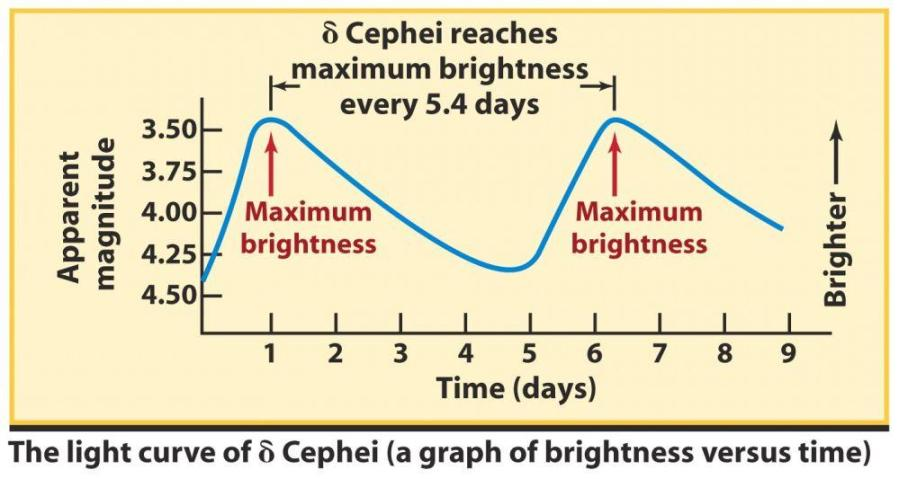 δ Cephei reaches
maximum brightness
every 5.4 days
Apparent
magnitude
3.50
3.75
4.00
4.25
4.50
Maximum
brightness
Maximum
brightness
Brighter
1 2 3 4 5 6 7 8 9
Time (days)
The light curve of δ Cephei (a graph of brightness versus time)